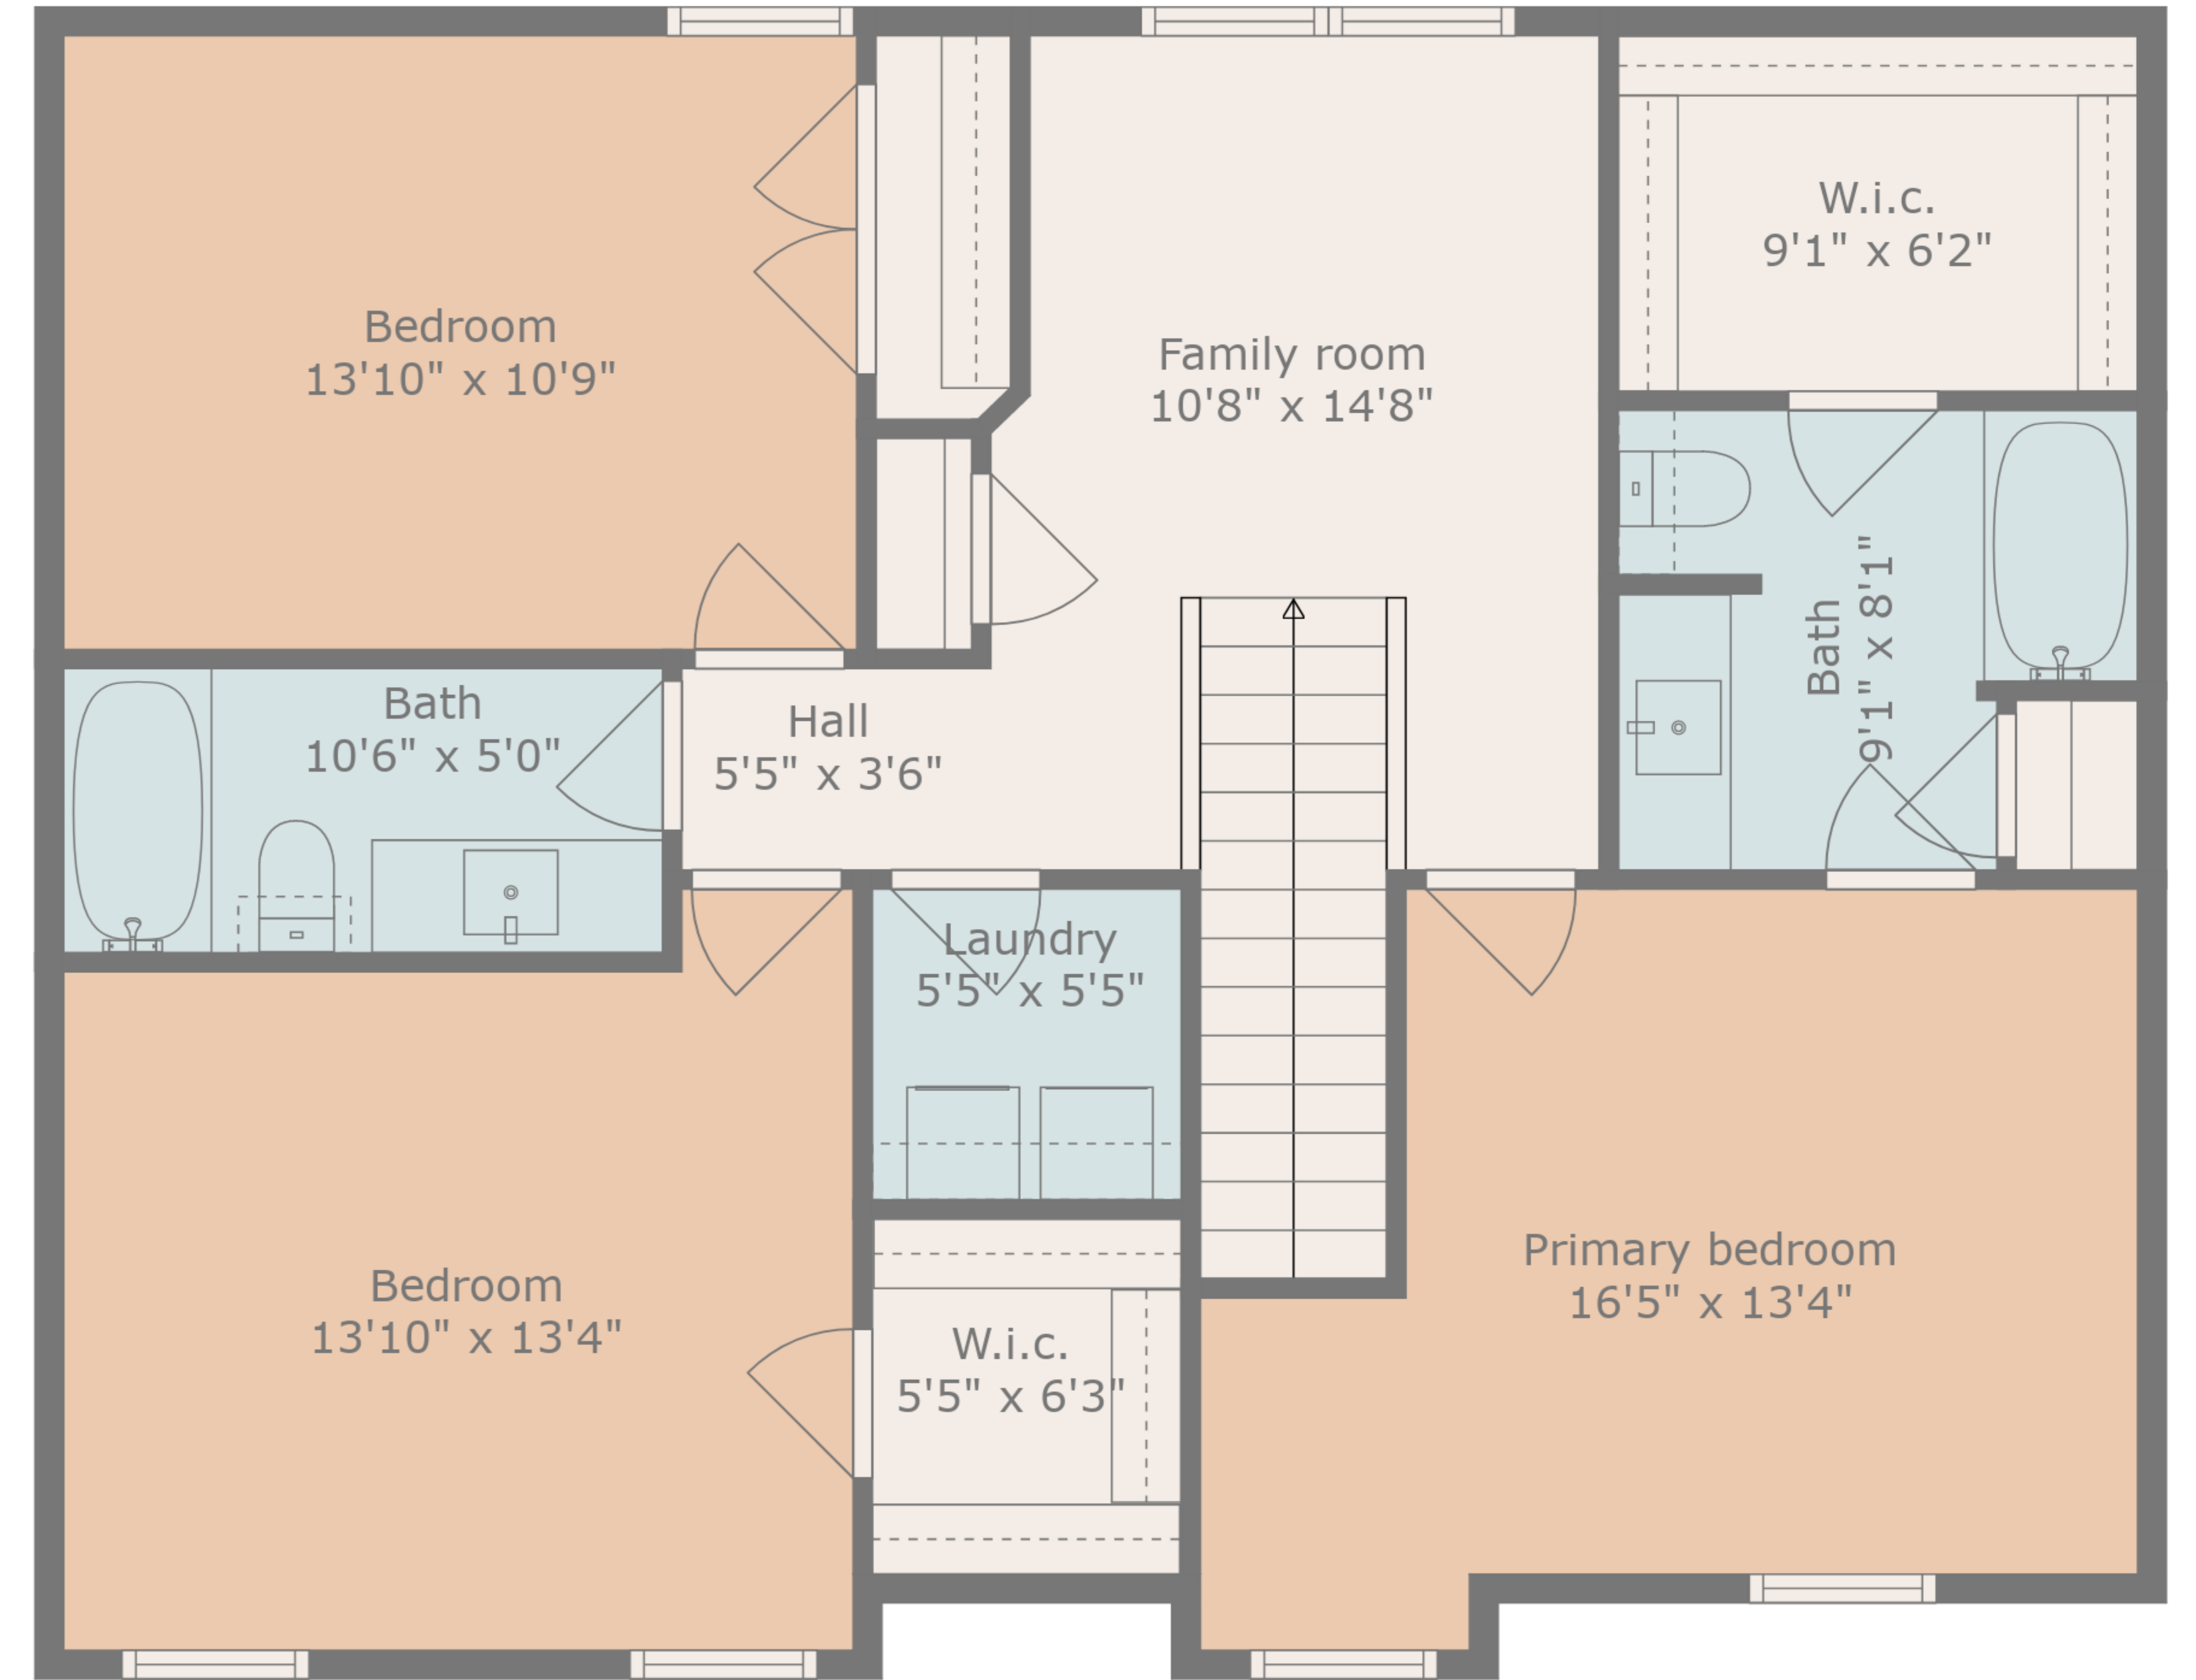 Bedroom
13'10" x 10'9"
Family room
10'8" x 14'8"
W.i.c.
9'1" x 6'2"
Bath
10'6" x 5'0"
Hall
5'5" x 3'6"
Bath
9'1" x 8'1"
Laundry
5'5" x 5'5"
Bedroom
13'10" x 13'4"
W.i.c.
5'5" x 6'3"
Primary bedroom
16'5" x 13'4"